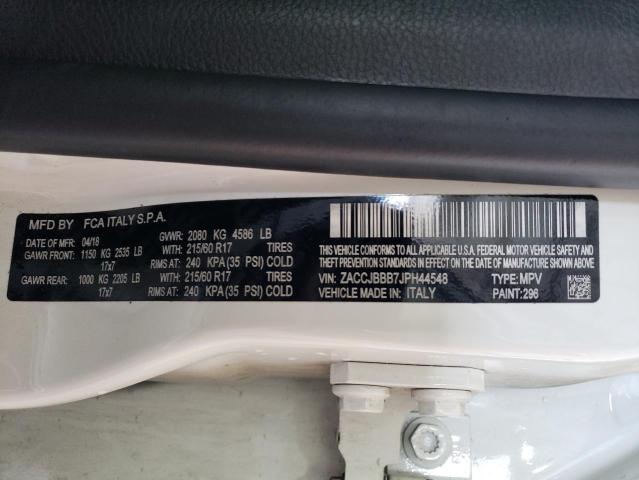 MFD BY FCA ITALY S.P.A.
DATE OF MFR 04/18 GVWR: 2080 KG 4586 LB
GAWR FRONT: 1150 KG 2535 LB WITH: 215/60 R17 TIRES
17x7 RIMS AT: 240 KPA(35 PSI) COLD
GAWR REAR: 1000 KG 2205 LB WITH: 215/60 R17 TIRES
17x7 RIMS AT: 240 KPA(35 PSI) COLD
THIS VEHICLE CONFORMS TO ALL APPLICABLE U.S.A. FEDERAL MOTOR
VEHICLE SAFETY, BUMPER, AND
THEFT PREVENTION STANDARDS IN EFFECT ON THE DATE OF MANUFACTURE SHOWN ABOVE
VIN: ZACCJBBB7JPH44548 TYPE: MPV
VEHICLE MADE IN: ITALY PAINT: 296